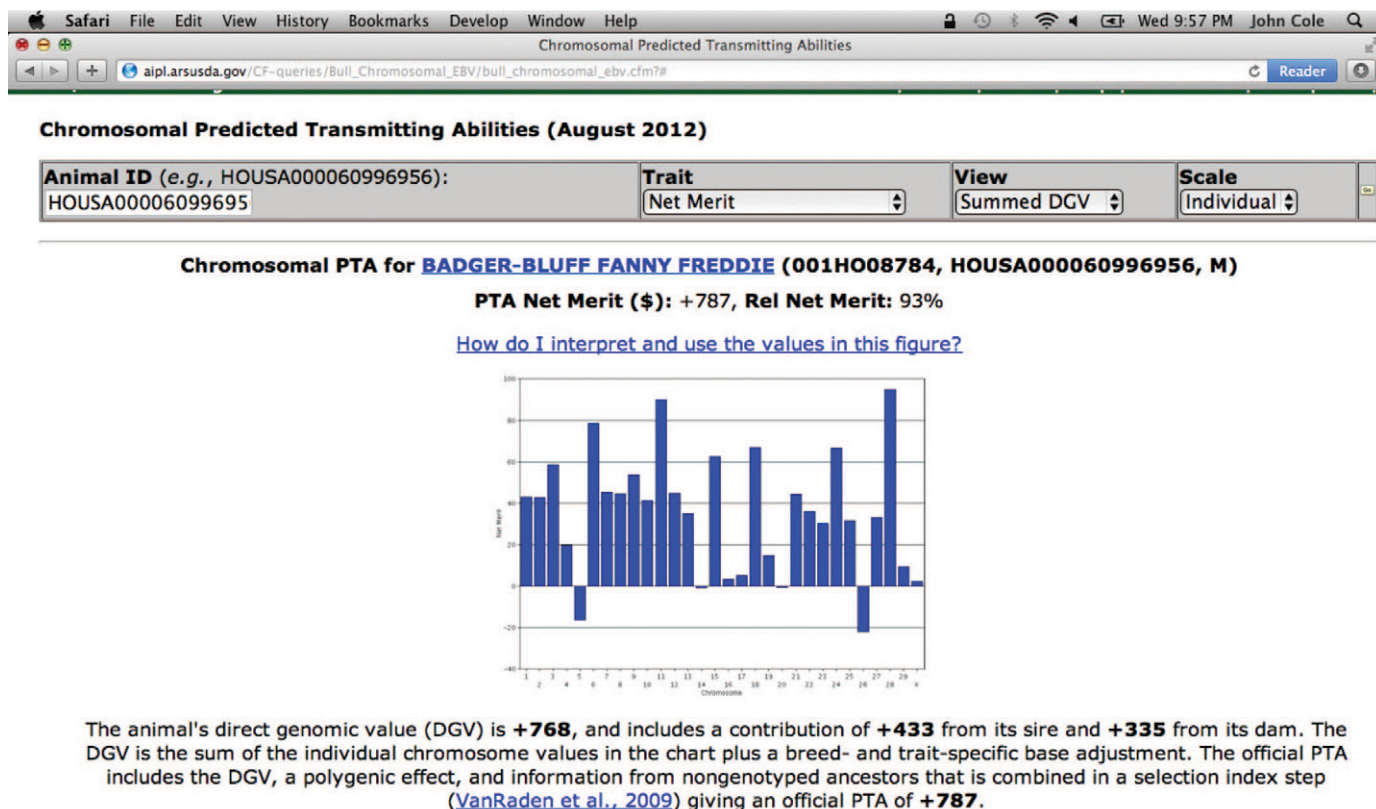 Safari File Edit View History Bookmarks Develop Window Help Wed 9:57 PM John Cole
Chromosomal Predicted Transmitting Abilities
aipl.arsusda.gov/CF-queries/Bull_Chromosomal_EBV/bull_chromosomal_ebv.cfm?# Reader
Chromosomal Predicted Transmitting Abilities (August 2012)
Animal ID (e.g., HOUSA000060996956): Trait View Scale
HOUSA00006099695 Net Merit Summed DGV Individual Go
Chromosomal PTA for BADGER-BLUFF FANNY FREDDIE (001HO08784, HOUSA000060996956, M)
PTA Net Merit ($): +787, Rel Net Merit: 93%
How do I interpret and use the values in this figure?
100
80
60
40
Net Merit
20
0
-20
-40
1 3 5 7 9 11 13 15 17 19 21 23 25 27 29
2 4 6 8 10 12 14 16 18 20 22 24 26 28 X
Chromosome
The animal's direct genomic value (DGV) is +768, and includes a contribution of +433 from its sire and +335 from its dam. The
DGV is the sum of the individual chromosome values in the chart plus a breed- and trait-specific base adjustment. The official PTA
includes the DGV, a polygenic effect, and information from nongenotyped ancestors that is combined in a selection index step
(VanRaden et al., 2009) giving an official PTA of +787.